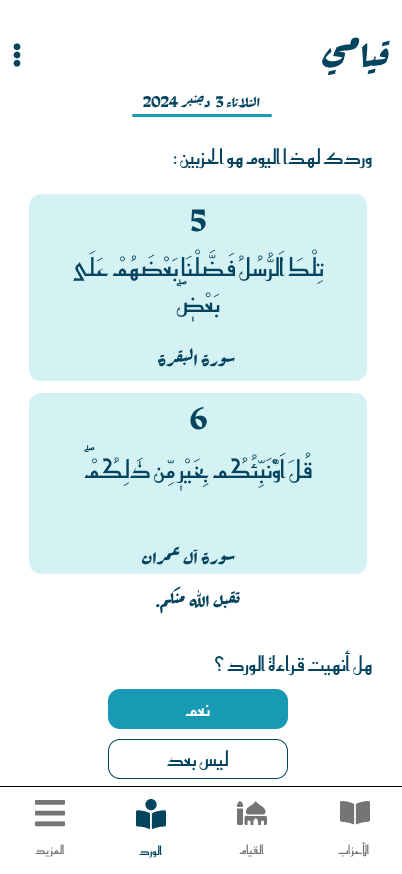 قيامي
الثلاثاء 3 دجنبر 2024
وردك لهذا اليوم هو الحزبين :
5
تِلْكَ اَ۬لرُّسُلُ فَضَّلْنَا بَعْضَهُمْ عَلَىٰ
بَعْضٖۖ
سورة البقرة
6
قُلَ اَوْ۟نَبِّئُكُم بِخَيْرٖ مِّن ذَٰلِكُمْۖ
سورة آل عمران
تقبل الله منكم.
هل أنهيت قراءة الورد ؟
نعم
ليس بعد
الأحزاب
القيام
الورد
المزيد